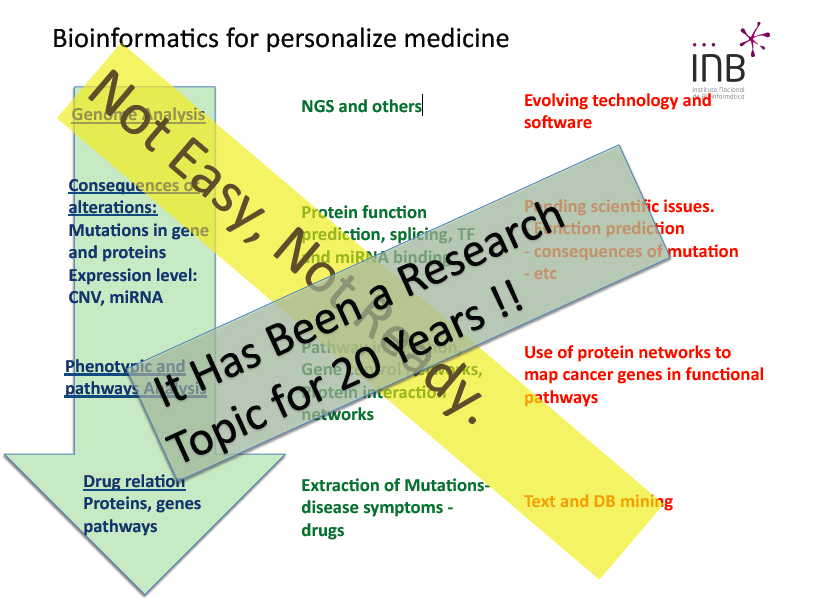 Bioinformatics for personalize medicine
INB
Instituto Nacional
de Bioinformática
Genome Analysis
NGS and others
Evolving technology and
software
Consequences of
alterations:
Mutations in gene
and proteins
Expression level:
CNV, miRNA
Protein function
prediction, splicing, TF
and miRNA binding
Pending scientific issues.
- Function prediction
- consequences of mutation
- etc
Phenotypic and
pathways Analysis
Pathway
Gene control networks,
Protein interaction
networks
Use of protein networks to
map cancer genes in functional
pathways
Drug relation
Proteins, genes
pathways
Extraction of Mutations-
disease symptoms -
drugs
Text and DB mining
Not Easy, Not Ready.
It Has Been a Research
Topic for 20 Years !!